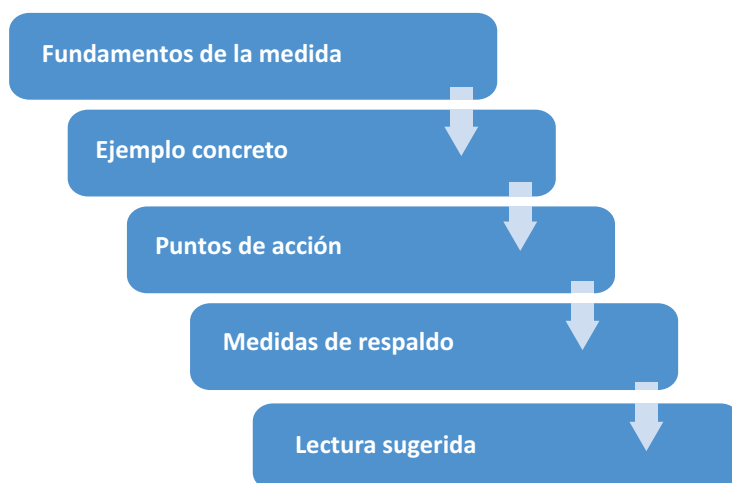 Fundamentos de la medida
Ejemplo concreto
Puntos de acción
Medidas de respaldo
Lectura sugerida